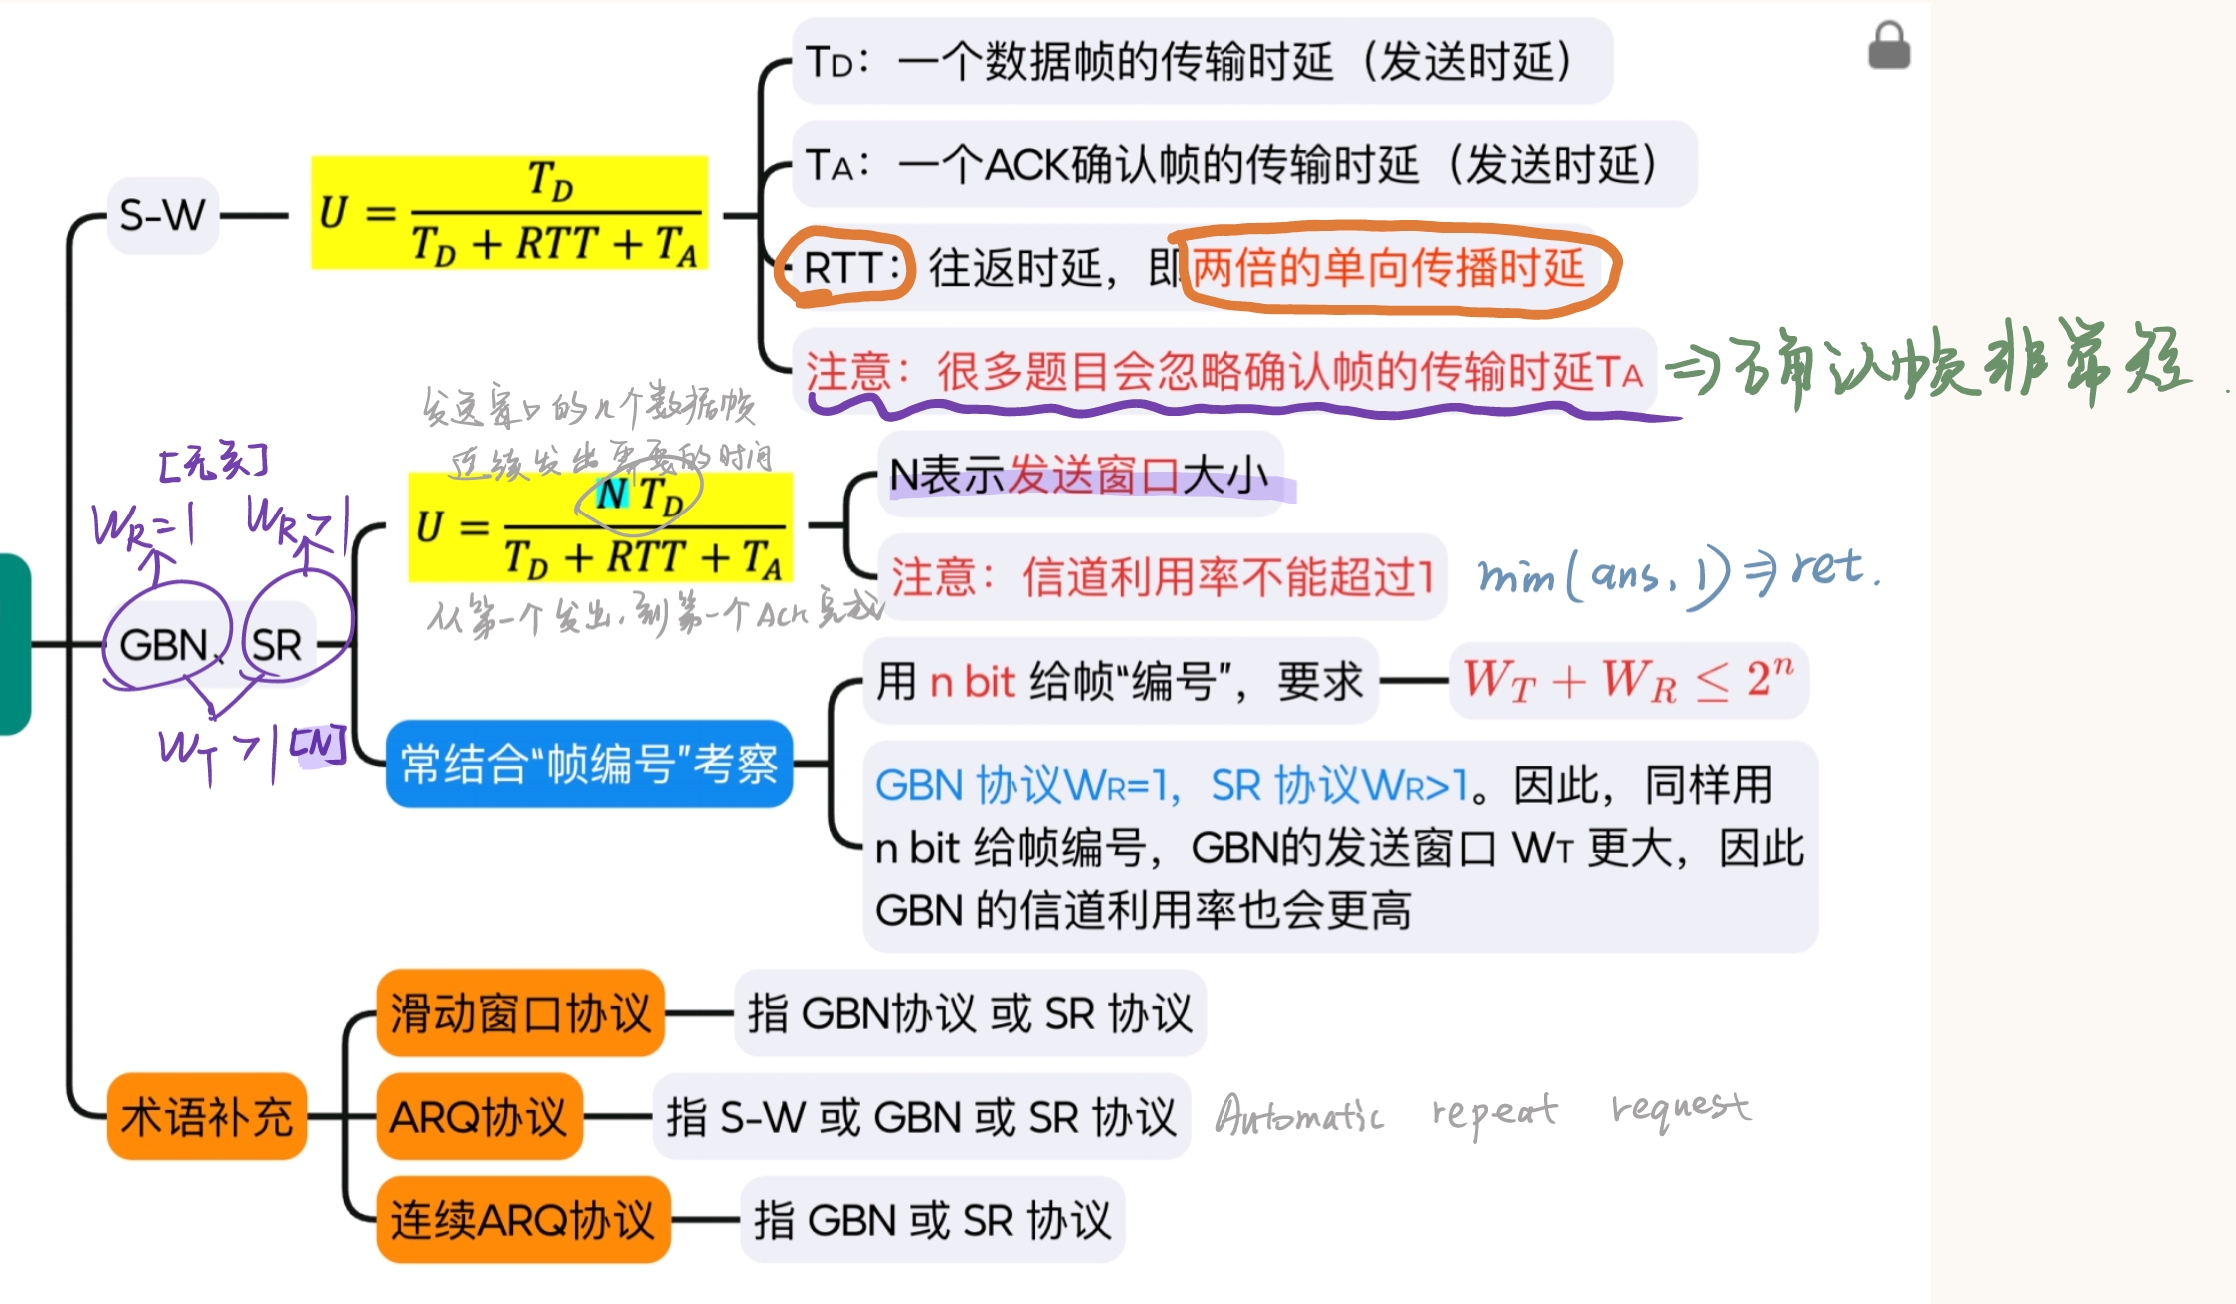 S-W
U = T_D / (T_D + RTT + T_A)
TD：一个数据帧的传输时延（发送时延）
TA：一个ACK确认帧的传输时延（发送时延）
RTT：往返时延，即两倍的单向传播时延
注意：很多题目会忽略确认帧的传输时延TA
⇒确认帧非常短.
[无关]
W_R=1
W_R>1
GBN、SR
W_T>1 [N]
发送窗口的n个数据帧
连续发出需要的时间
U = N T_D / (T_D + RTT + T_A)
从第一个发出，到第一个ACK完成
N表示发送窗口大小
注意：信道利用率不能超过1
min(ans, 1)⇒ret.
常结合“帧编号”考察
用 n bit 给帧“编号”，要求
W_T + W_R ≤ 2^n
GBN 协议WR=1，SR 协议WR>1。因此，同样用
n bit 给帧编号，GBN的发送窗口 WT 更大，因此
GBN 的信道利用率也会更高
术语补充
滑动窗口协议
指 GBN协议 或 SR 协议
ARQ协议
指 S-W 或 GBN 或 SR 协议
Automatic repeat request
连续ARQ协议
指 GBN 或 SR 协议